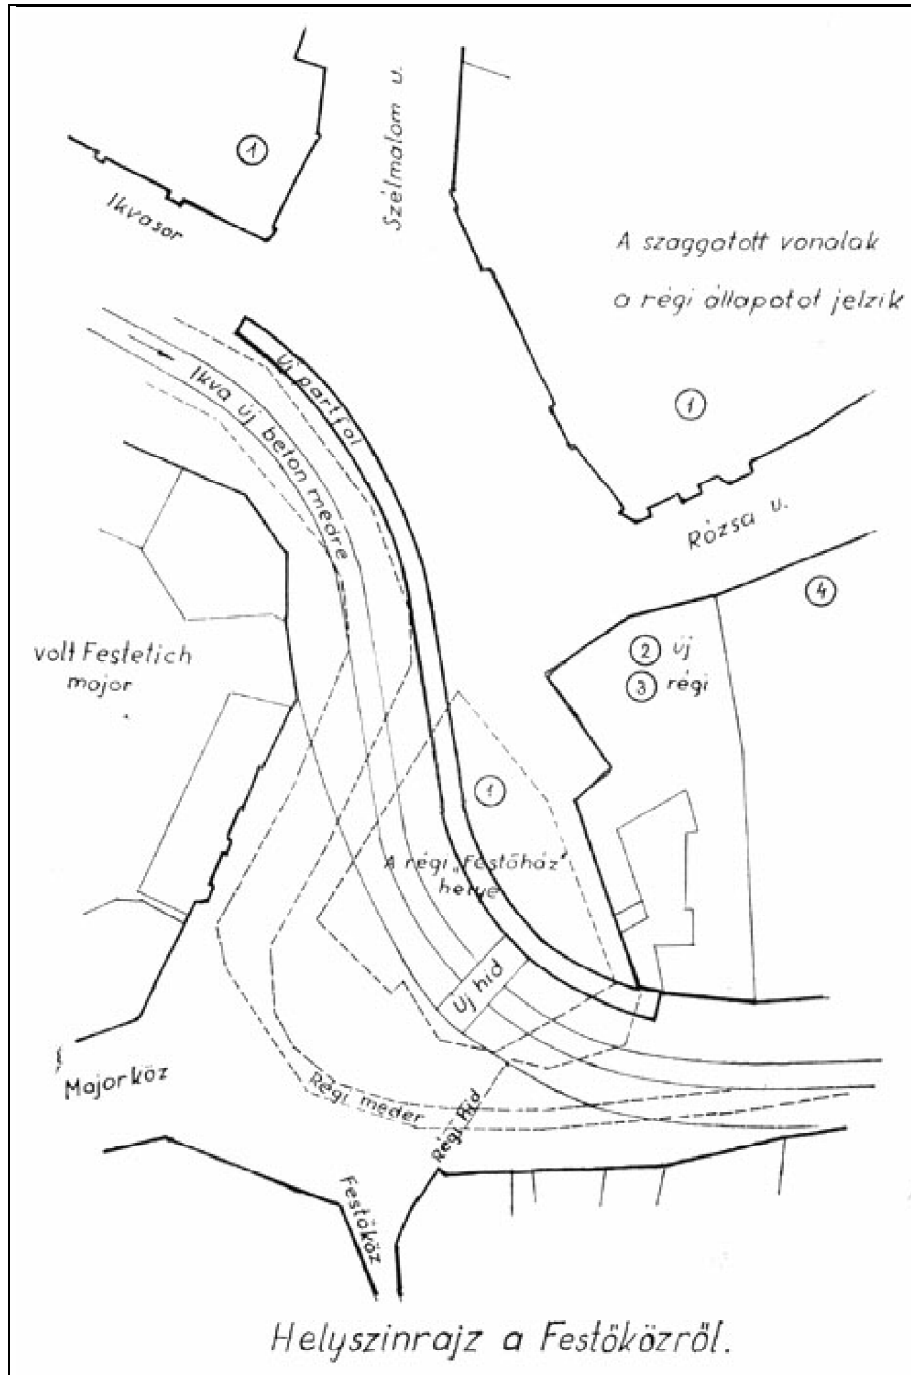 Szélmalom u.
1
Ikvasor
A szaggatott vonalak
a régi állapotot jelzik
Új partfal
Ikva új beton medre
1
Rózsa u.
4
2 új
3 régi
volt Festetich
major
1
A régi „Festőház”
helye
Új híd
Majorköz
Régi meder
Régi híd
Festőköz
Helyszinrajz a Festőközről.